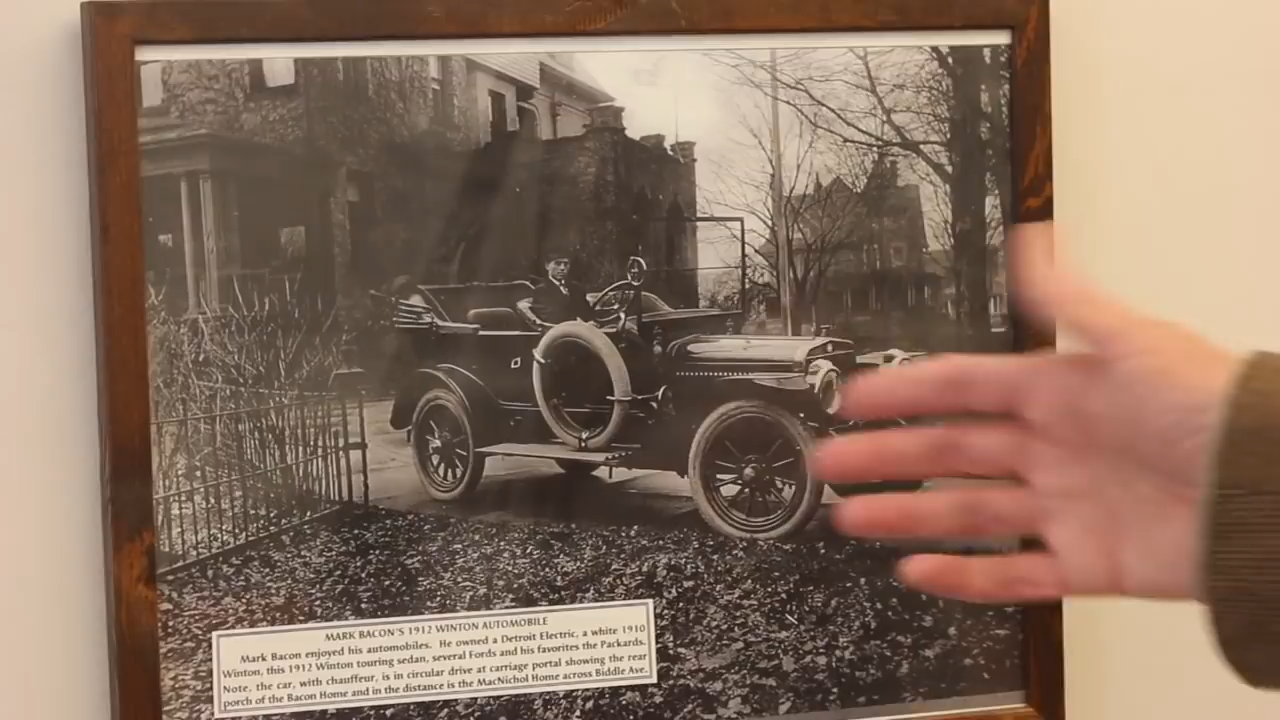 MARK BACON'S 1912 WINTON AUTOMOBILE
Mark Bacon enjoyed his automobiles. He owned a Detroit Electric, a white 1910
Winton, this 1912 Winton touring sedan, several Fords and his favorites the Packards.
Note, the car, with chauffeur, is in circular drive at carriage portal showing the rear
porch of the Bacon Home and in the distance is the MacNichol Home across Biddle Ave.